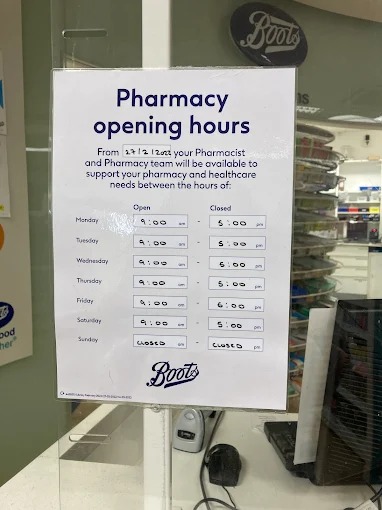 Boots
Pharmacy
opening hours
From 27/2/2022 your Pharmacist
and Pharmacy team will be available to
support your pharmacy and healthcare
needs between the hours of:
Open Closed
Monday 9:00 am - 5:00 pm
Tuesday 9:00 am - 5:00 pm
Wednesday 9:00 am - 5:00 pm
Thursday 9:00 am - 5:00 pm
Friday 9:00 am - 6:00 pm
Saturday 9:00 am - 5:00 pm
Sunday CLOSED am - CLOSED pm
Boots